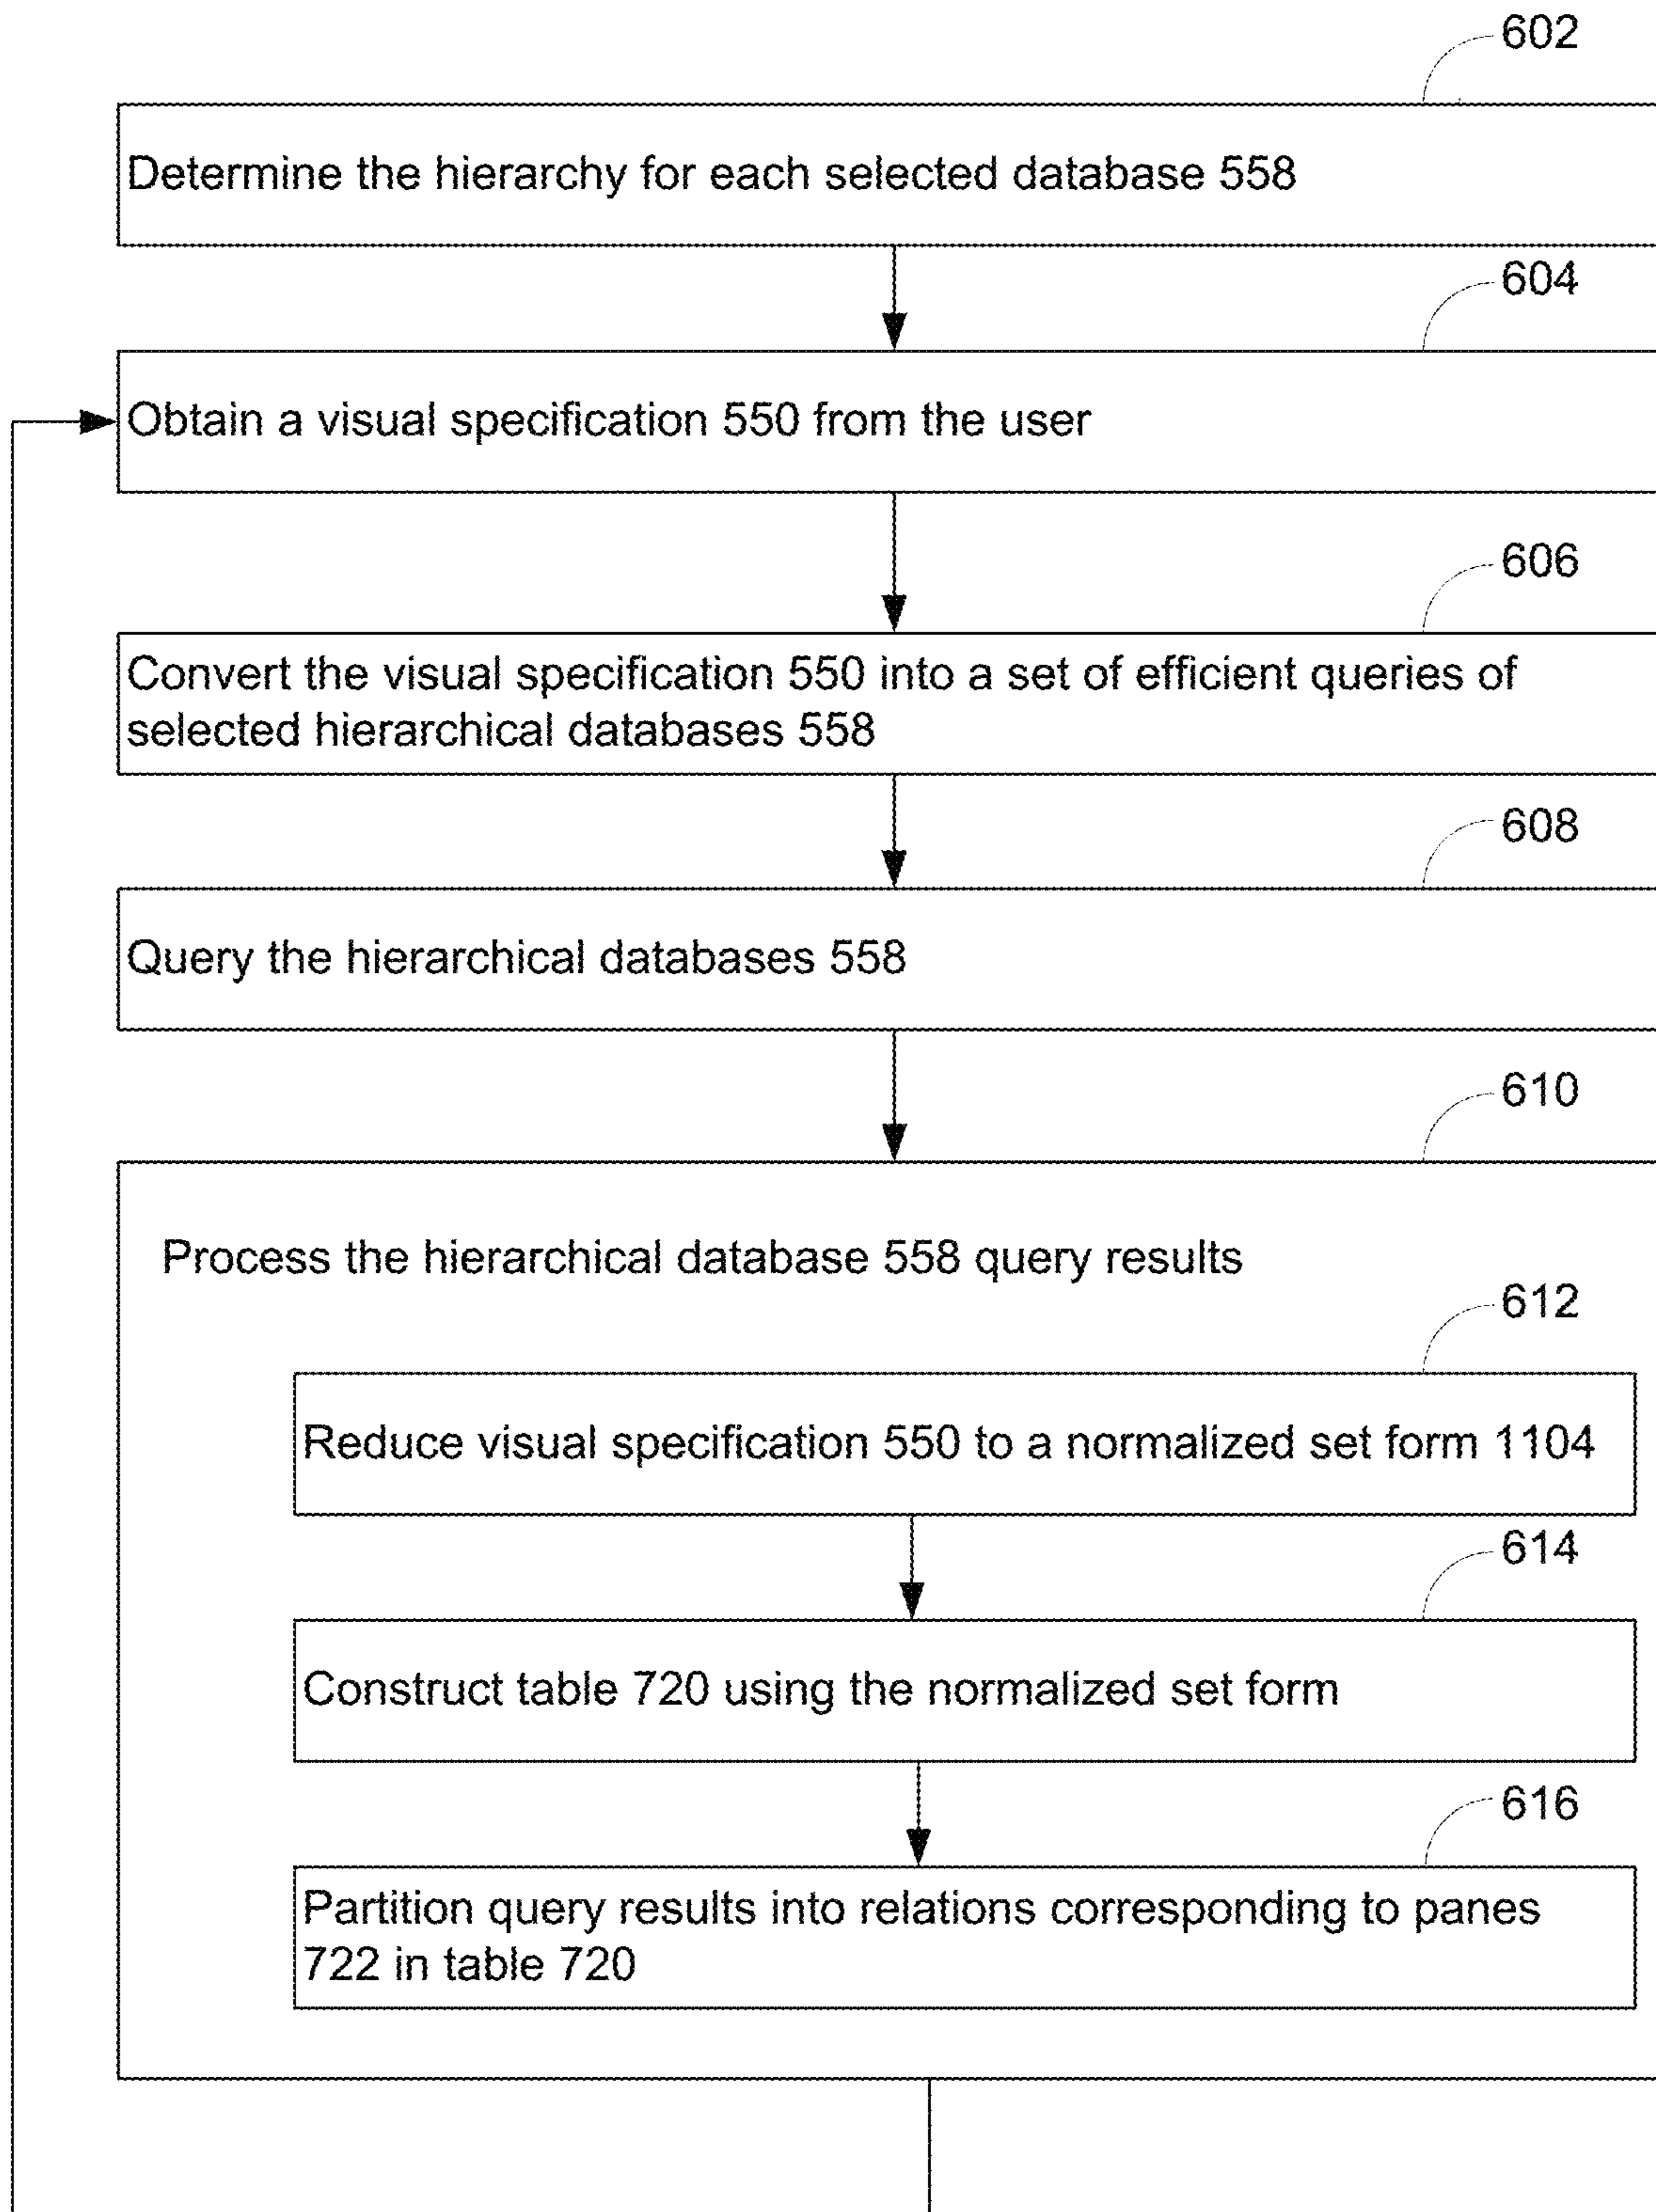 602
Determine the hierarchy for each selected database 558
604
Obtain a visual specification 550 from the user
606
Convert the visual specification 550 into a set of efficient queries of
selected hierarchical databases 558
608
Query the hierarchical databases 558
610
Process the hierarchical database 558 query results
612
Reduce visual specification 550 to a normalized set form 1104
614
Construct table 720 using the normalized set form
616
Partition query results into relations corresponding to panes
722 in table 720